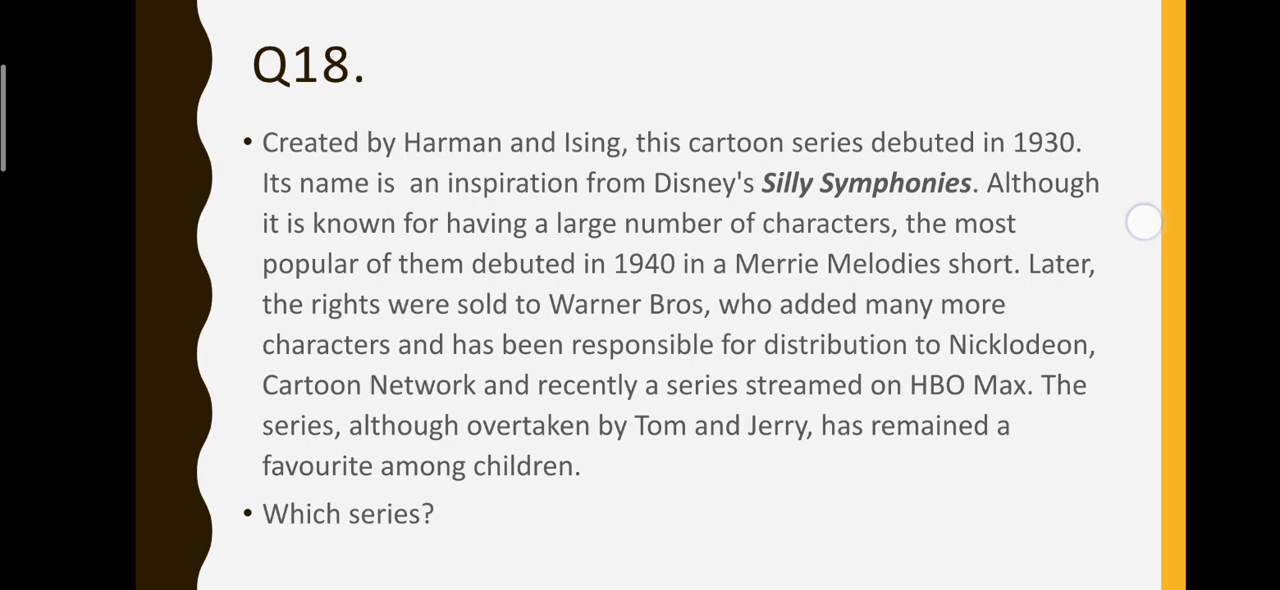 Q18.
• Created by Harman and Ising, this cartoon series debuted in 1930.
Its name is  an inspiration from Disney's Silly Symphonies. Although
it is known for having a large number of characters, the most
popular of them debuted in 1940 in a Merrie Melodies short. Later,
the rights were sold to Warner Bros, who added many more
characters and has been responsible for distribution to Nicklodeon,
Cartoon Network and recently a series streamed on HBO Max. The
series, although overtaken by Tom and Jerry, has remained a
favourite among children.
• Which series?